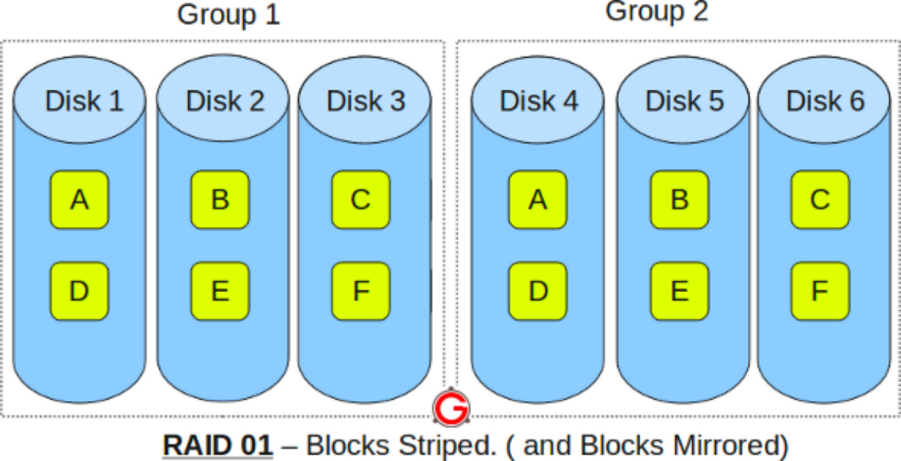 Group 1
Group 2
Disk 1 Disk 2 Disk 3 Disk 4 Disk 5 Disk 6
A B C A B C
D E F D E F
G
RAID 01 – Blocks Striped. ( and Blocks Mirrored)